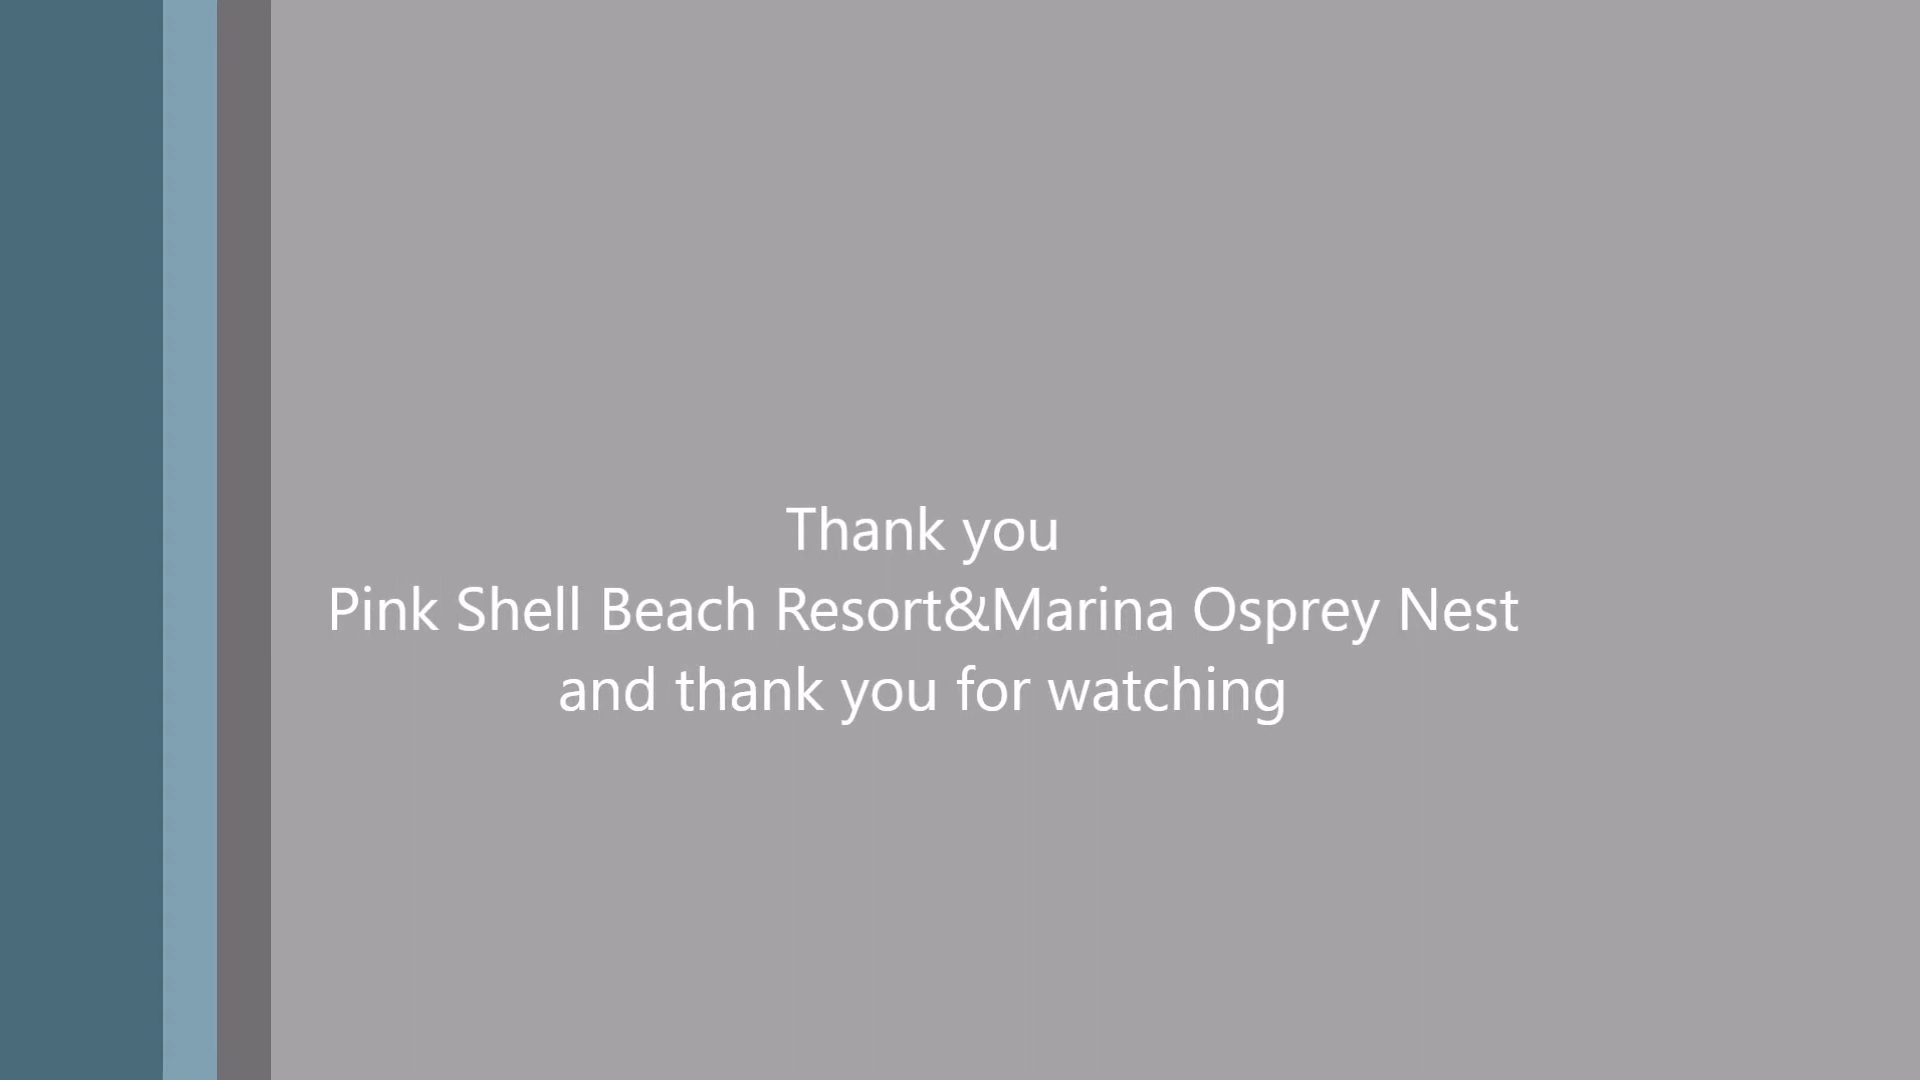 Thank you
Pink Shell Beach Resort&Marina Osprey Nest
and thank you for watching